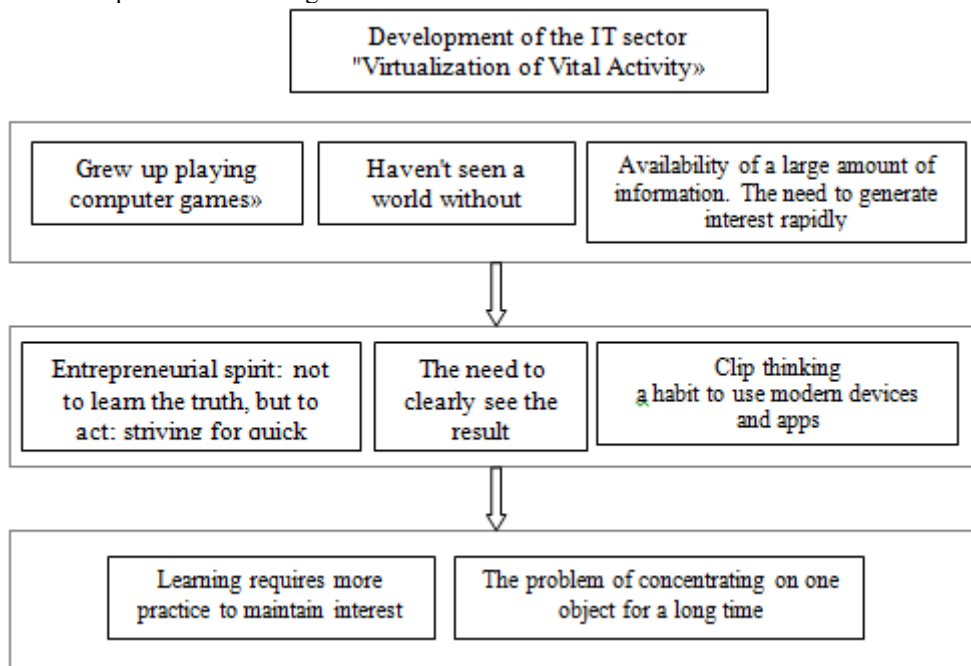 Development of the IT sector
"Virtualization of Vital Activity»
Grew up playing
computer games»
Haven't seen a
world without
Availability of a large amount of
information. The need to generate
interest rapidly
Entrepreneurial spirit: not
to learn the truth, but to
act: striving for quick
The need to
clearly see the
result
Clip thinking
a habit to use modern devices
and apps
Learning requires more
practice to maintain interest
The problem of concentrating on one
object for a long time